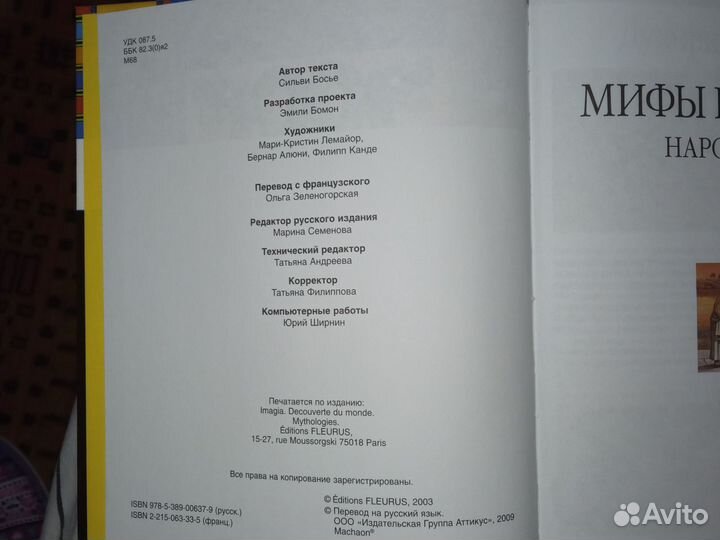 УДК 087.5
ББК 82.3(0)я2
М68
Автор текста
Сильви Босье
Разработка проекта
Эмили Бомон
Художники
Мари-Кристин Лемайор,
Бернар Алюни, Филипп Канде
Перевод с французского
Ольга Зеленогорская
Редактор русского издания
Марина Семенова
Технический редактор
Татьяна Андреева
Корректор
Татьяна Филиппова
Компьютерные работы
Юрий Ширнин
Печатается по изданию:
Imagia. Decouverte du monde.
Mythologies.
Éditions FLEURUS,
15-27, rue Moussorgski 75018 Paris
Все права на копирование зарегистрированы.
ISBN 978-5-389-00637-9 (русск.)
ISBN 2-215-063-33-5 (франц.)
© Éditions FLEURUS, 2003
© Перевод на русский язык.
ООО «Издательская Группа Аттикус», 2009
Machaon®
МИФЫ
НАРО
Avito